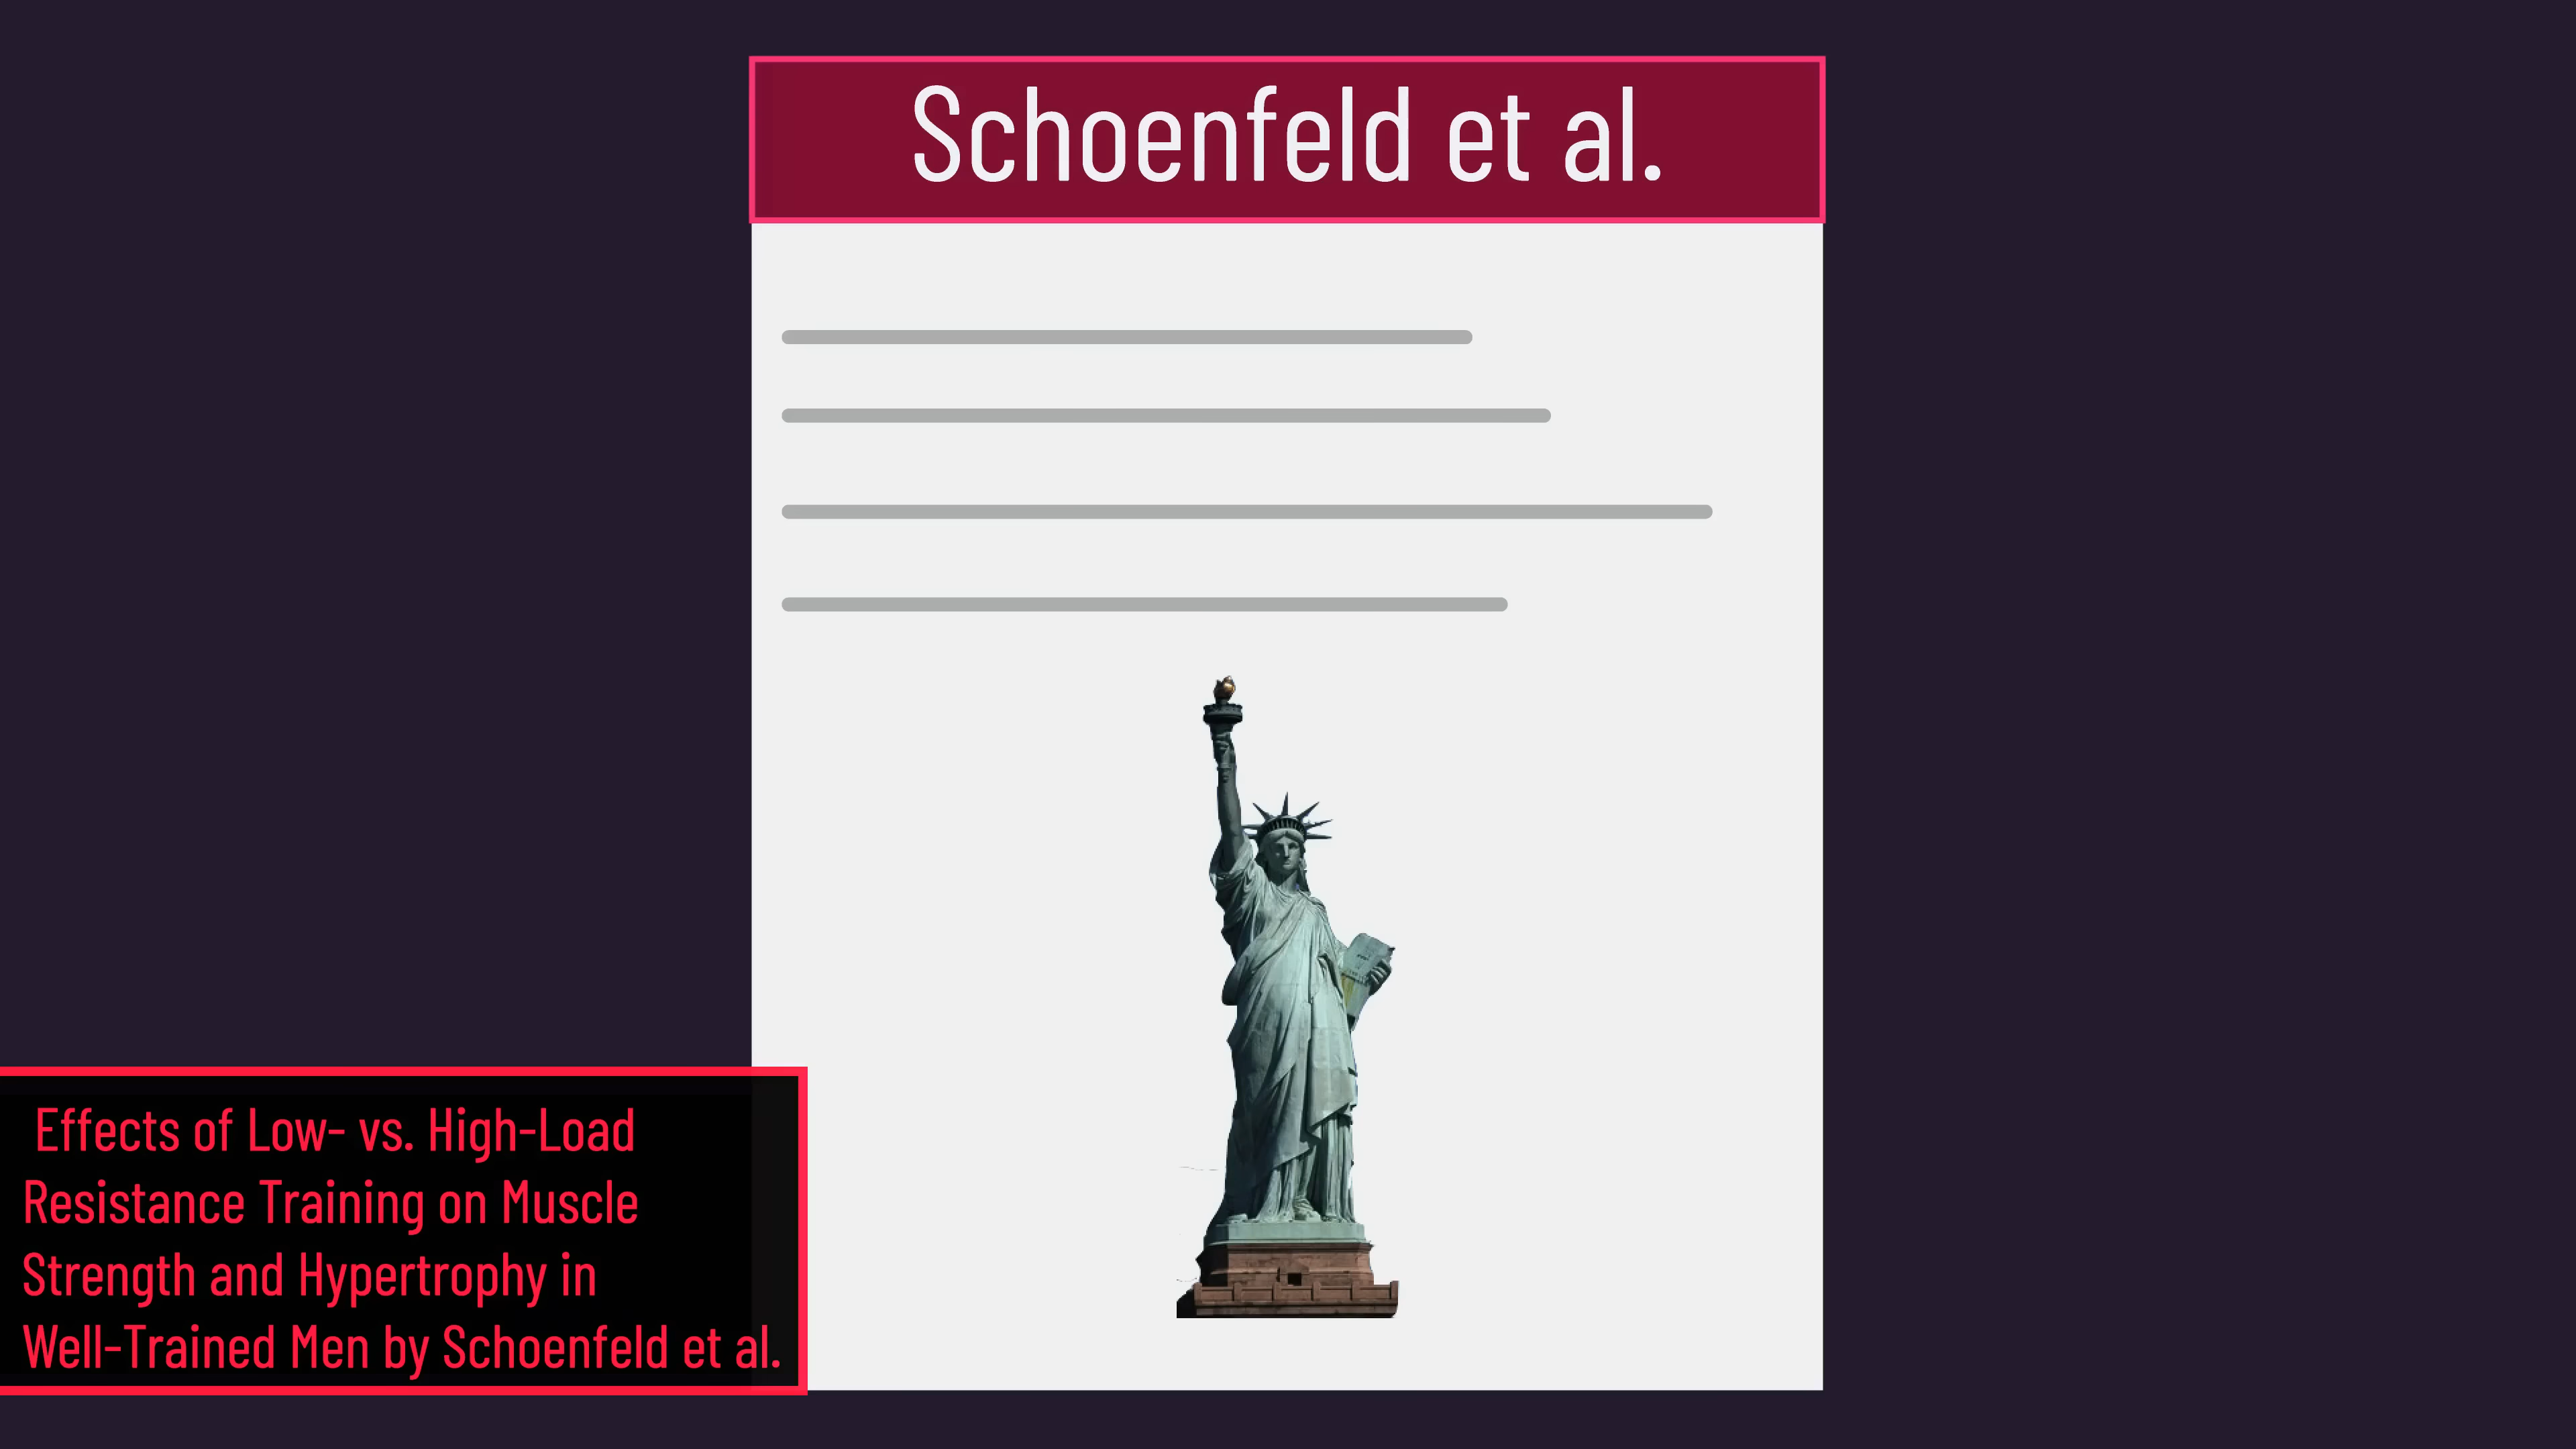 Schoenfeld et al.
Effects of Low- vs. High-Load
Resistance Training on Muscle
Strength and Hypertrophy in
Well-Trained Men by Schoenfeld et al.